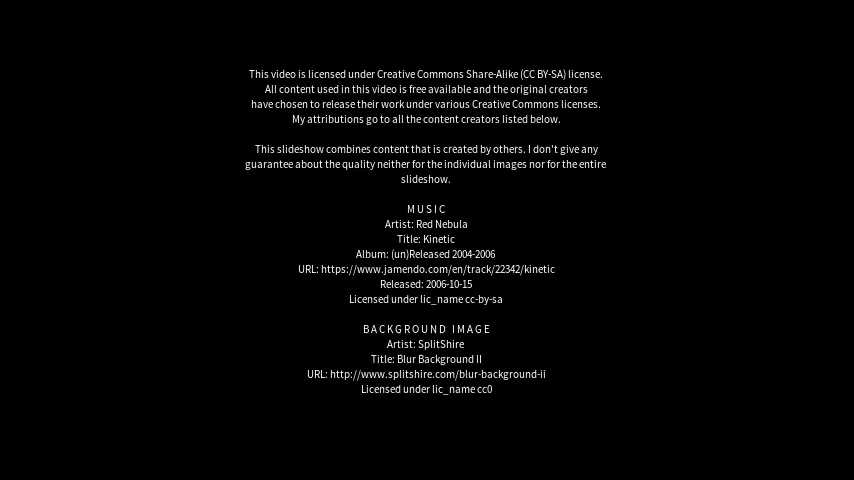 This video is licensed under Creative Commons Share-Alike (CC BY-SA) license.
All content used in this video is free available and the original creators
have chosen to release their work under various Creative Commons licenses.
My attributions go to all the content creators listed below.
This slideshow combines content that is created by others. I don't give any
guarantee about the quality neither for the individual images nor for the entire
slideshow.
MUSIC
Artist: Red Nebula
Title: Kinetic
Album: (un)Released 2004-2006
URL: https://www.jamendo.com/en/track/22342/kinetic
Released: 2006-10-15
Licensed under lic_name cc-by-sa
BACKGROUND IMAGE
Artist: SplitShire
Title: Blur Background II
URL: http://www.splitshire.com/blur-background-ii
Licensed under lic_name cc0